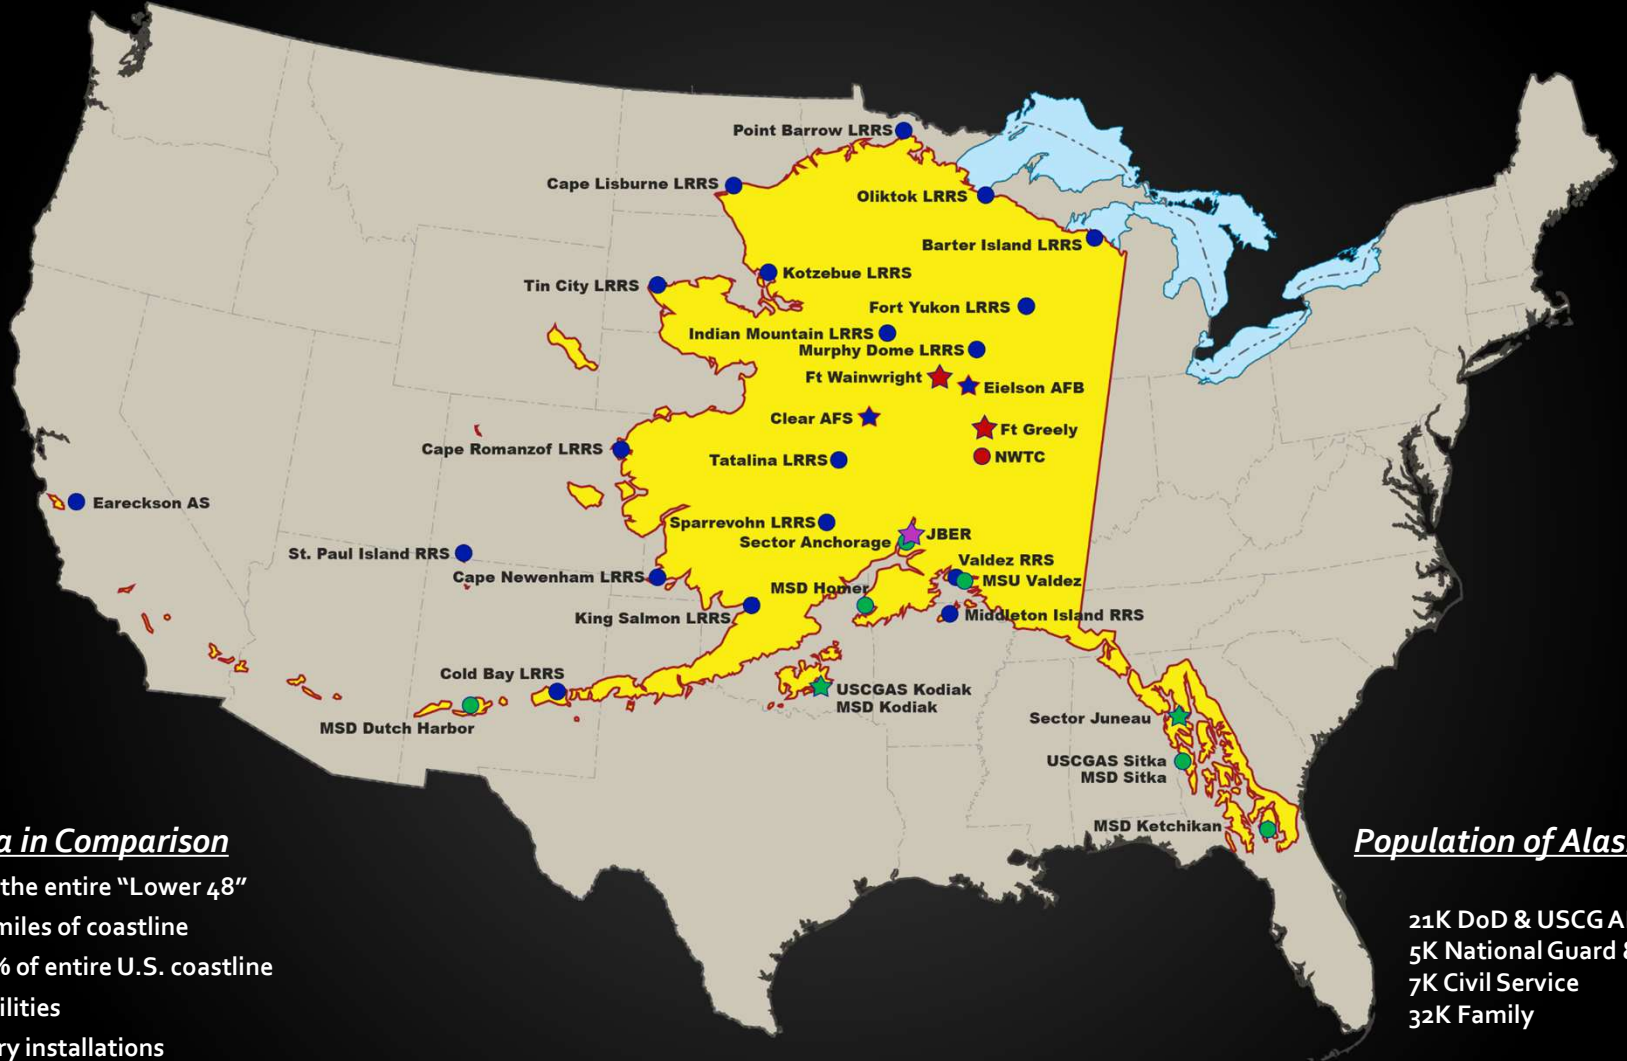 Point Barrow LRRS
Cape Lisburne LRRS
Oliktok LRRS
Barter Island LRRS
Kotzebue LRRS
Tin City LRRS
Fort Yukon LRRS
Indian Mountain LRRS
Murphy Dome LRRS
Ft Wainwright
Eielson AFB
Clear AFS
Ft Greely
Cape Romanzof LRRS
Tatalina LRRS
NWTC
Eareckson AS
Sparrevohn LRRS
JBER
Sector Anchorage
St. Paul Island RRS
Valdez RRS
Cape Newenham LRRS
MSU Valdez
MSD Homer
King Salmon LRRS
Middleton Island RRS
Cold Bay LRRS
USCGAS Kodiak
MSD Kodiak
MSD Dutch Harbor
Sector Juneau
USCGAS Sitka
MSD Sitka
MSD Ketchikan
in Comparison
the entire “Lower 48”
miles of coastline
% of entire U.S. coastline
installations
Population of
21K DoD & USCG
5K National Guard &
7K Civil Service
32K Family